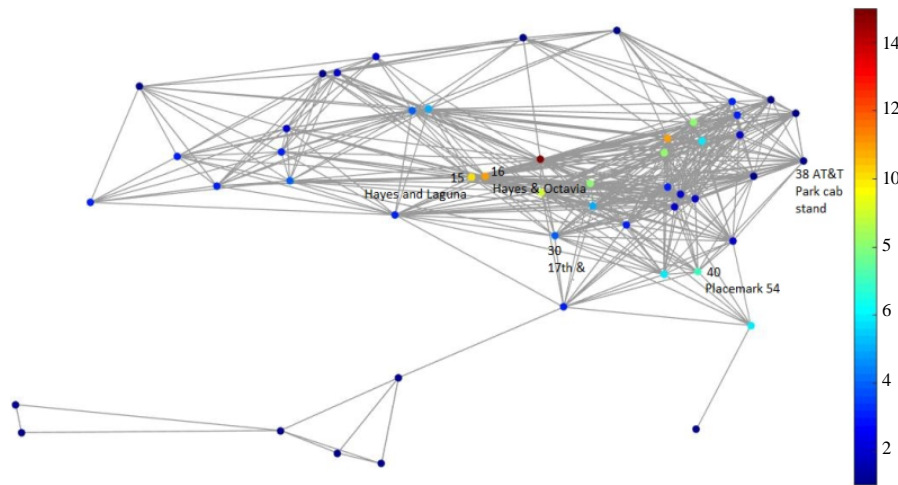 14
12
15
16
Hayes and Laguna
Hayes & Octavia
38 AT&T
Park cab
stand
10
30
17th &
5
40
Placemark 54
6
4
2